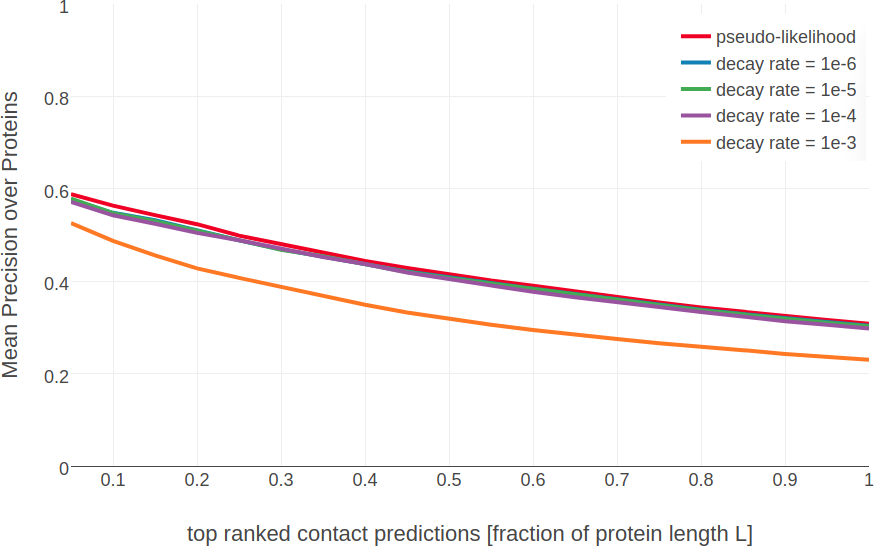 1
0.8
0.6
0.4
0.2
0
Mean Precision over Proteins
pseudo-likelihood
decay rate = 1e-6
decay rate = 1e-5
decay rate = 1e-4
decay rate = 1e-3
0.1 0.2 0.3 0.4 0.5 0.6 0.7 0.8 0.9 1
top ranked contact predictions [fraction of protein length L]